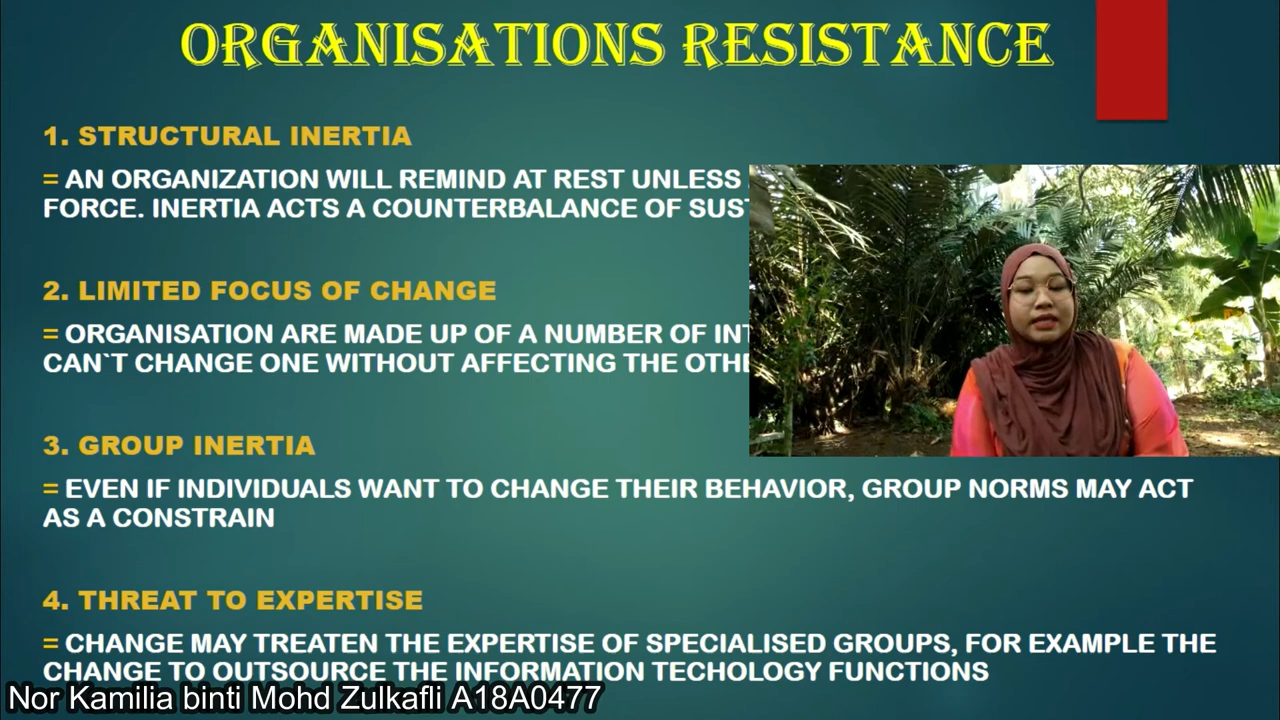 ORGANISATIONS RESISTANCE
1. STRUCTURAL INERTIA
= AN ORGANIZATION WILL REMIND AT REST UNLESS
FORCE. INERTIA ACTS A COUNTERBALANCE OF
2. LIMITED FOCUS OF CHANGE
= ORGANISATION ARE MADE UP OF A NUMBER OF
CAN`T CHANGE ONE WITHOUT AFFECTING THE
3. GROUP INERTIA
= EVEN IF INDIVIDUALS WANT TO CHANGE THEIR BEHAVIOR, GROUP NORMS MAY ACT
AS A CONSTRAIN
4. THREAT TO EXPERTISE
= CHANGE MAY TREATEN THE EXPERTISE OF SPECIALISED GROUPS, FOR EXAMPLE THE
CHANGE TO OUTSOURCE THE INFORMATION TECHOLOGY FUNCTIONS
Nor Kamilia binti Mohd Zulkafli A18A0477